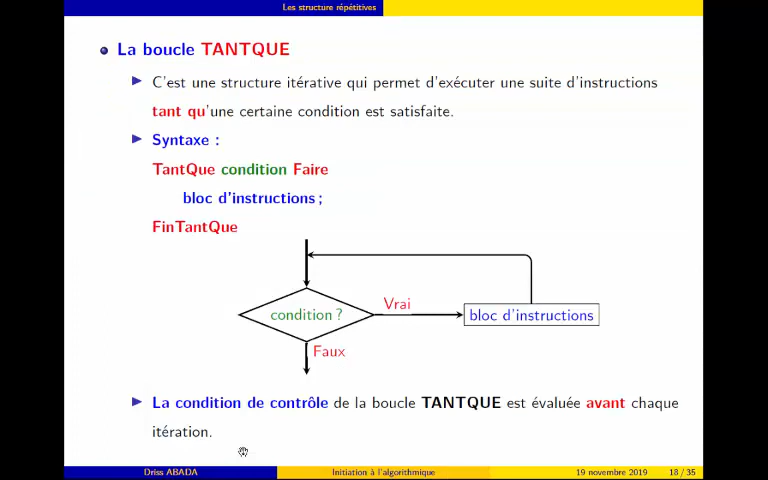 Les structure répétitives
La boucle TANTQUE
C'est une structure itérative qui permet d'exécuter une suite d'instructions
tant qu'une certaine condition est satisfaite.
Syntaxe :
TantQue condition Faire
bloc d'instructions ;
FinTantQue
Vrai
condition ?
bloc d'instructions
Faux
La condition de contrôle de la boucle TANTQUE est évaluée avant chaque
itération.
Driss ABADA Initiation à l'algorithmique 19 novembre 2019 18 / 35